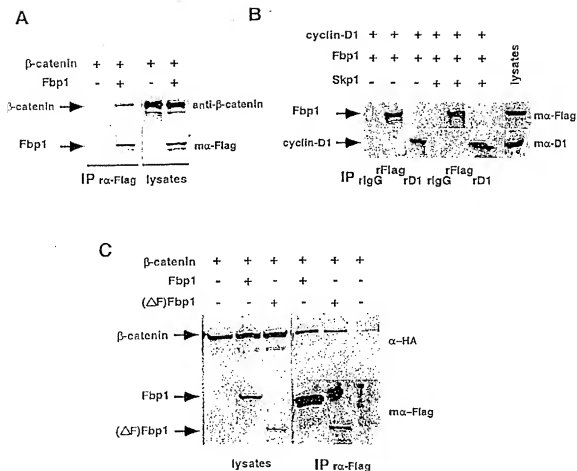 A
β-catenin + + + +
Fbp1 - + - +
β-catenin
anti-β-catenin
Fbp1
mα-Flag
IP rα-Flag
lysates
B
cyclin-D1 + + + + + +
Fbp1 + + + + + +
Skp1 - - - + + +
lysates
Fbp1
mα-Flag
cyclin-D1
mα-D1
IP rIgG rFlag rD1 rIgG rFlag rD1
C
β-catenin + + + + + +
Fbp1 - + - + - -
(ΔF)Fbp1 - - + - + -
β-catenin
α-HA
Fbp1
mα-Flag
(ΔF)Fbp1
lysates
IP rα-Flag